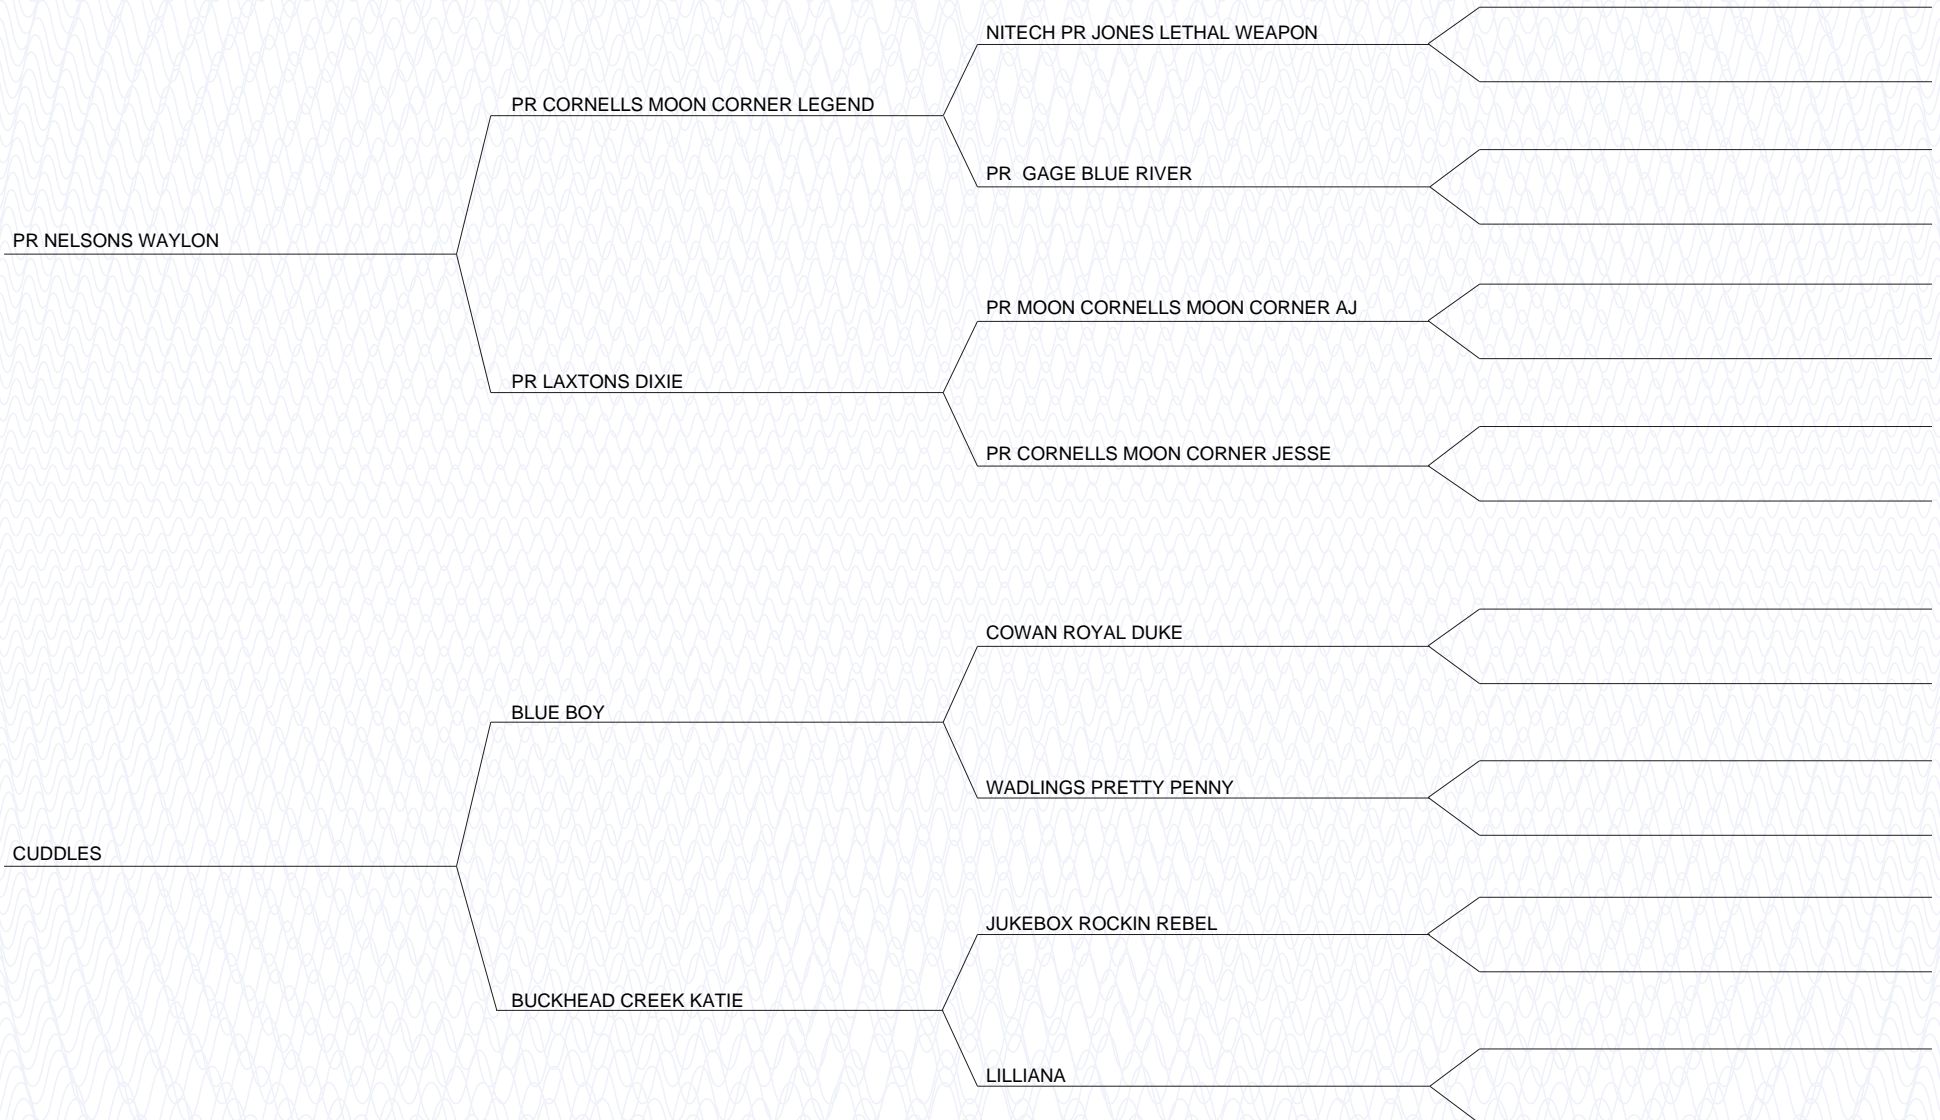 NITECH PR JONES LETHAL WEAPON
PR CORNELLS MOON CORNER LEGEND
PR  GAGE BLUE RIVER
PR NELSONS WAYLON
PR MOON CORNELLS MOON CORNER AJ
PR LAXTONS DIXIE
PR CORNELLS MOON CORNER JESSE
COWAN ROYAL DUKE
BLUE BOY
WADLINGS PRETTY PENNY
CUDDLES
JUKEBOX ROCKIN REBEL
BUCKHEAD CREEK KATIE
LILLIANA